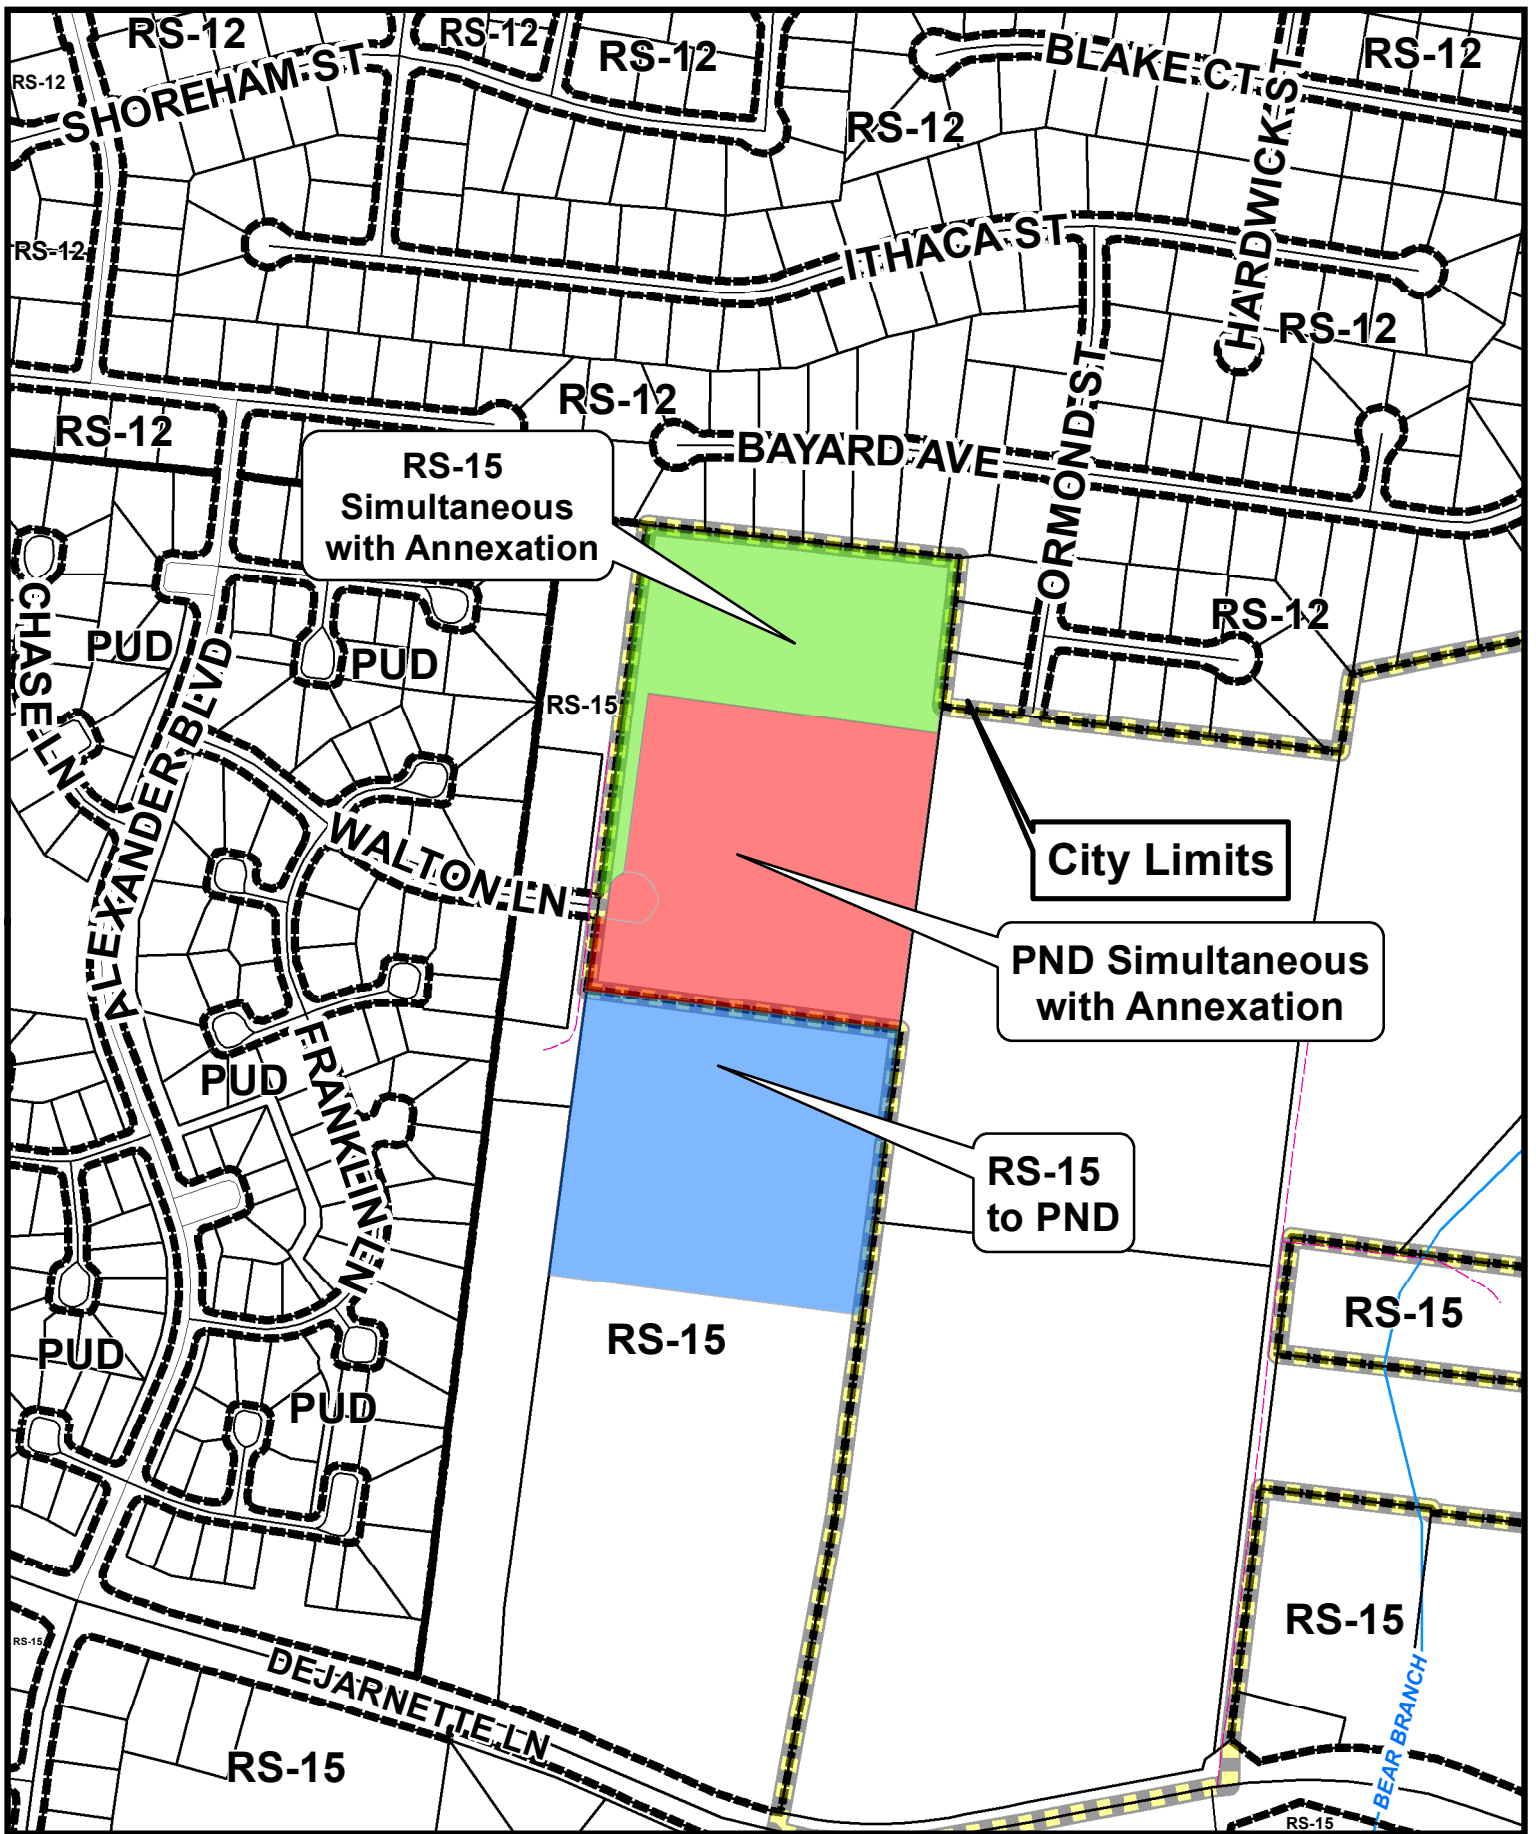 RS-12
RS-12
RS-12
RS-12
RS-12
SHOREHAM ST
BLAKE CT
HARDWICK ST
RS-12
RS-12
ITHACA ST
RS-12
RS-12
RS-12
BAYARD AVE
ORMOND ST
RS-15
Simultaneous
with Annexation
CHASE LN
PUD
ALEXANDER BLVD
PUD
RS-12
RS-15
WALTON LN
City Limits
PND Simultaneous
with Annexation
FRANKLIN LN
PUD
RS-15
to PND
RS-15
RS-15
PUD
PUD
RS-15
RS-15
DEJARNETTE LN
RS-15
BEAR BRANCH
RS-15